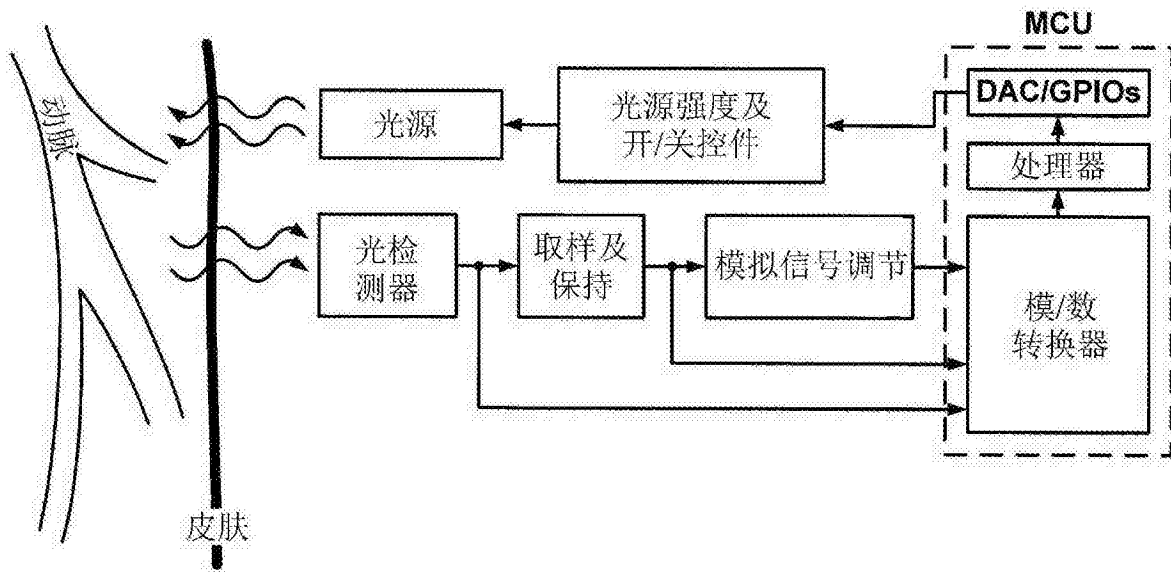 MCU
动脉
光源
光源强度及
开/关控件
DAC/GPIOs
处理器
光检
测器
取样及
保持
模拟信号调节
模/数
转换器
皮肤